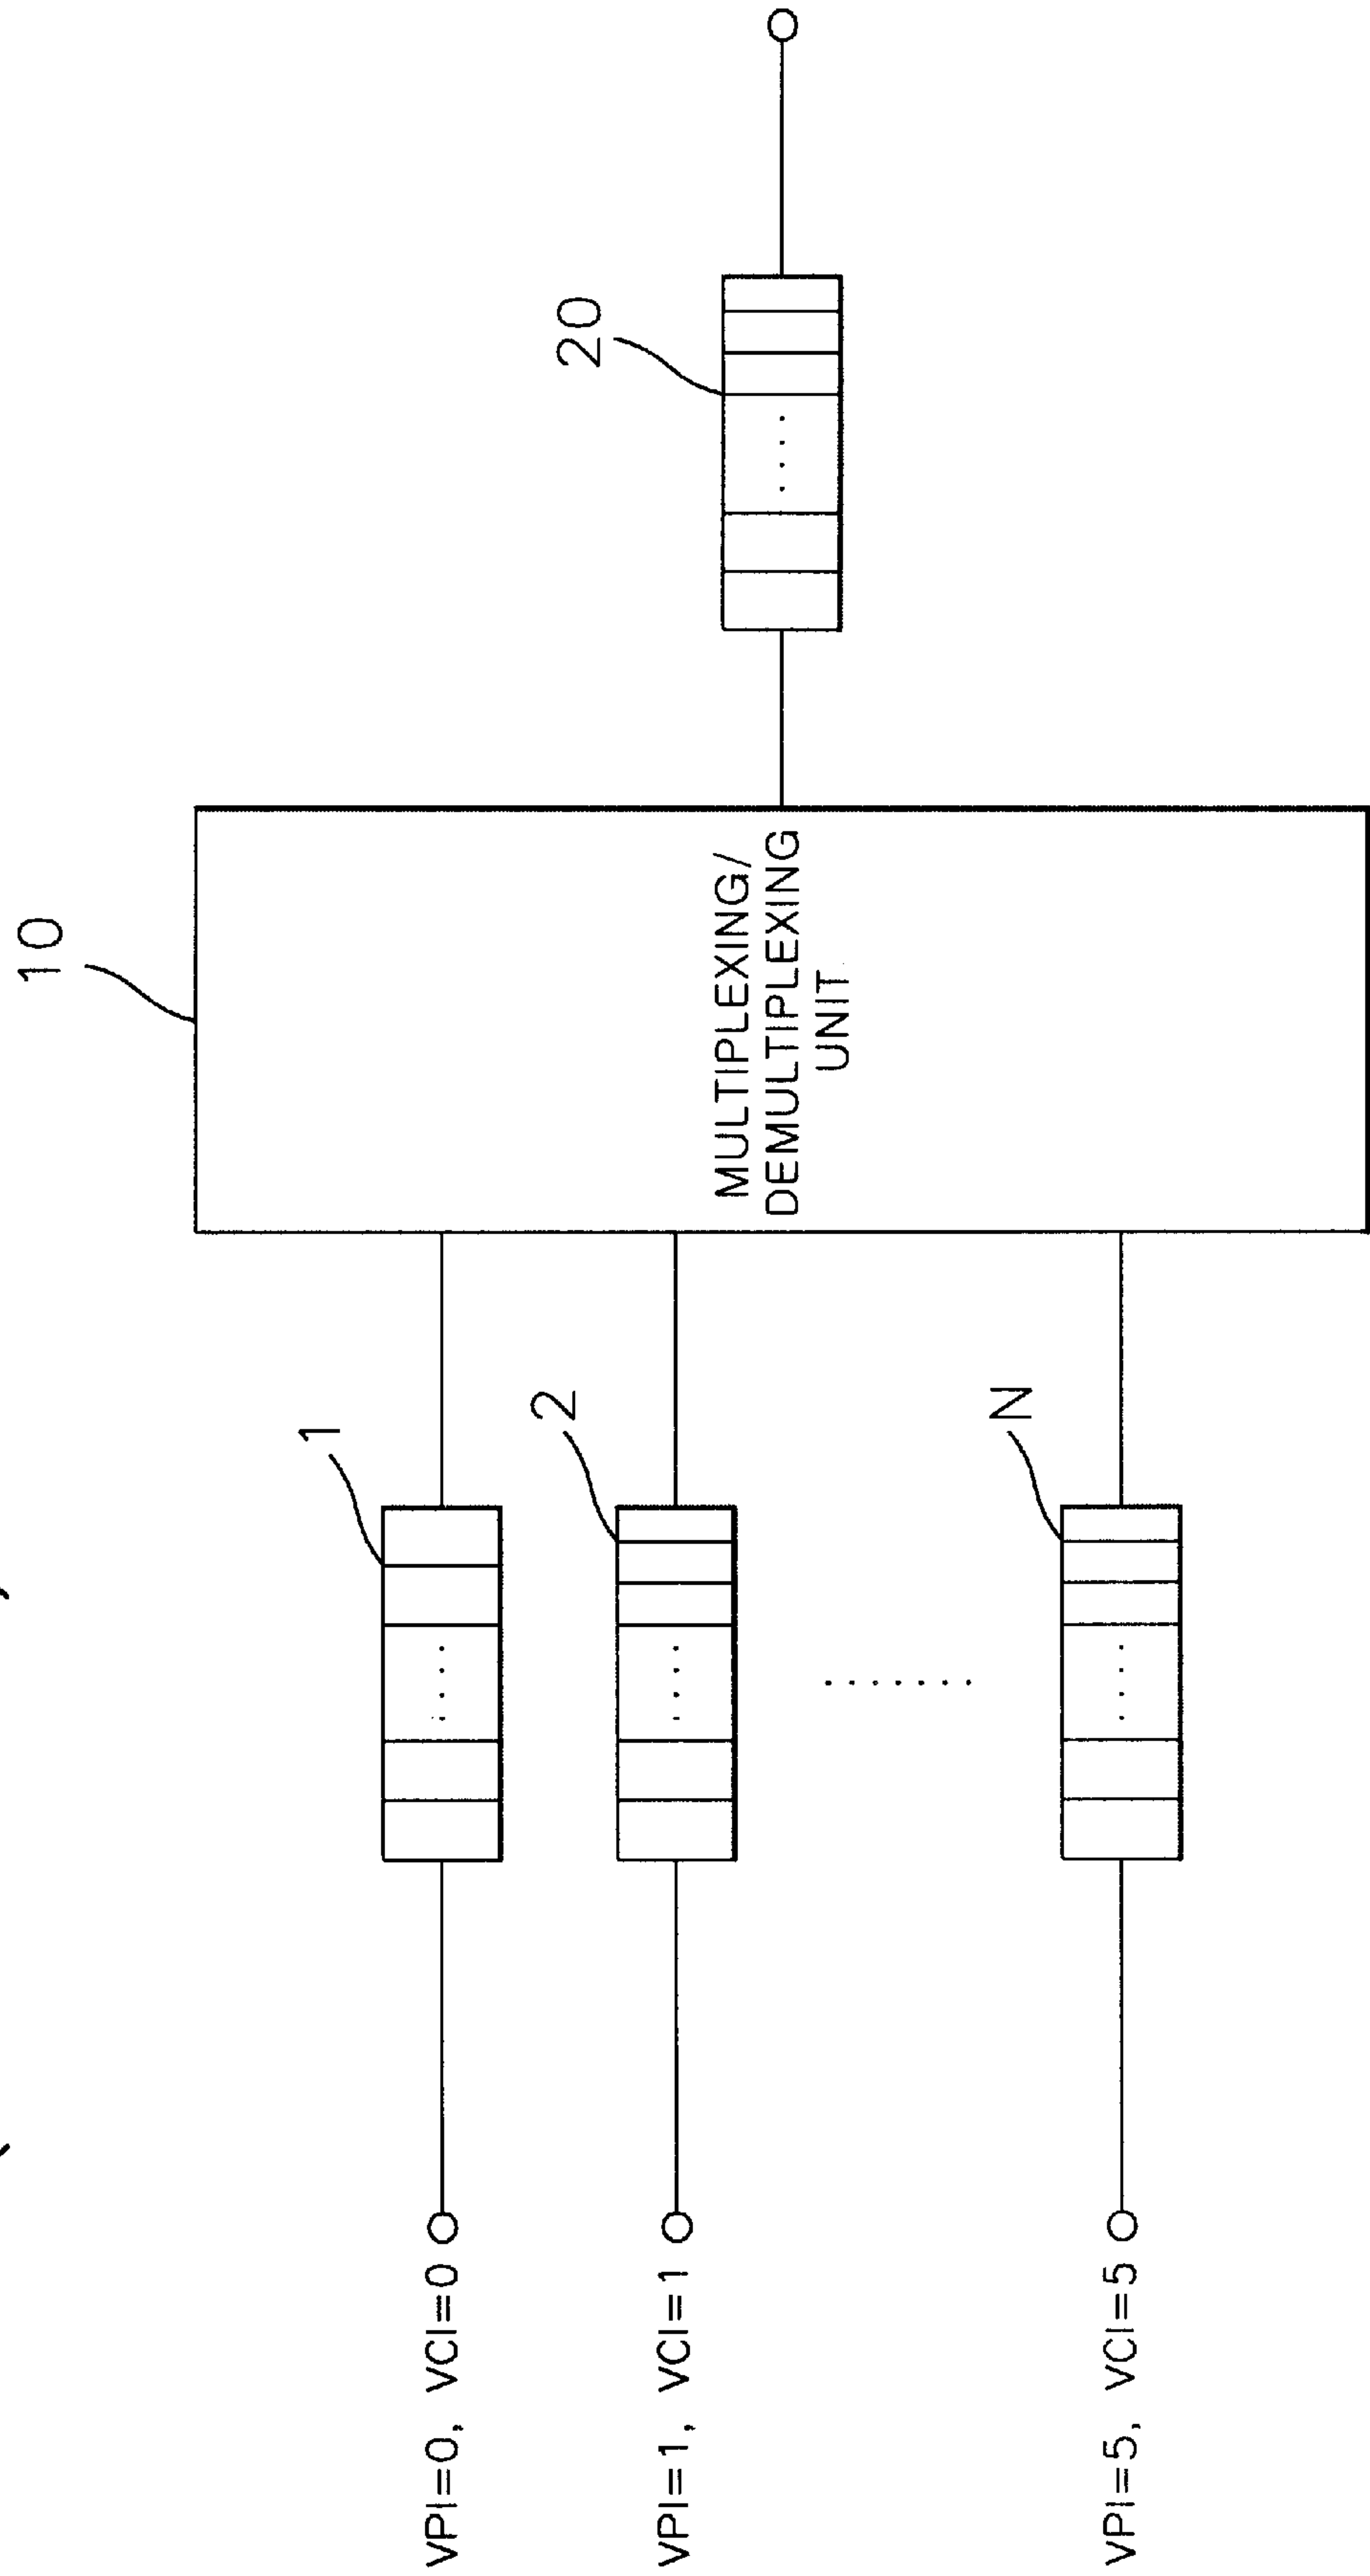 10
20
MULTIPLEXING/
DEMULTIPLEXING
UNIT
1
2
N
VPI=0, VCI=0
VPI=1, VCI=1
VPI=5, VCI=5